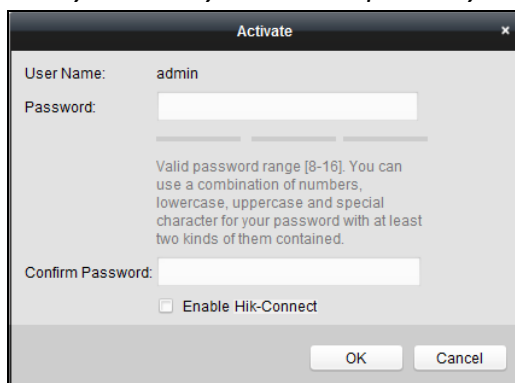 Activate
×
User Name: admin
Password:
Valid password range [8-16]. You can
use a combination of numbers,
lowercase, uppercase and special
character for your password with at least
two kinds of them contained.
Confirm Password:
Enable Hik-Connect
OK Cancel